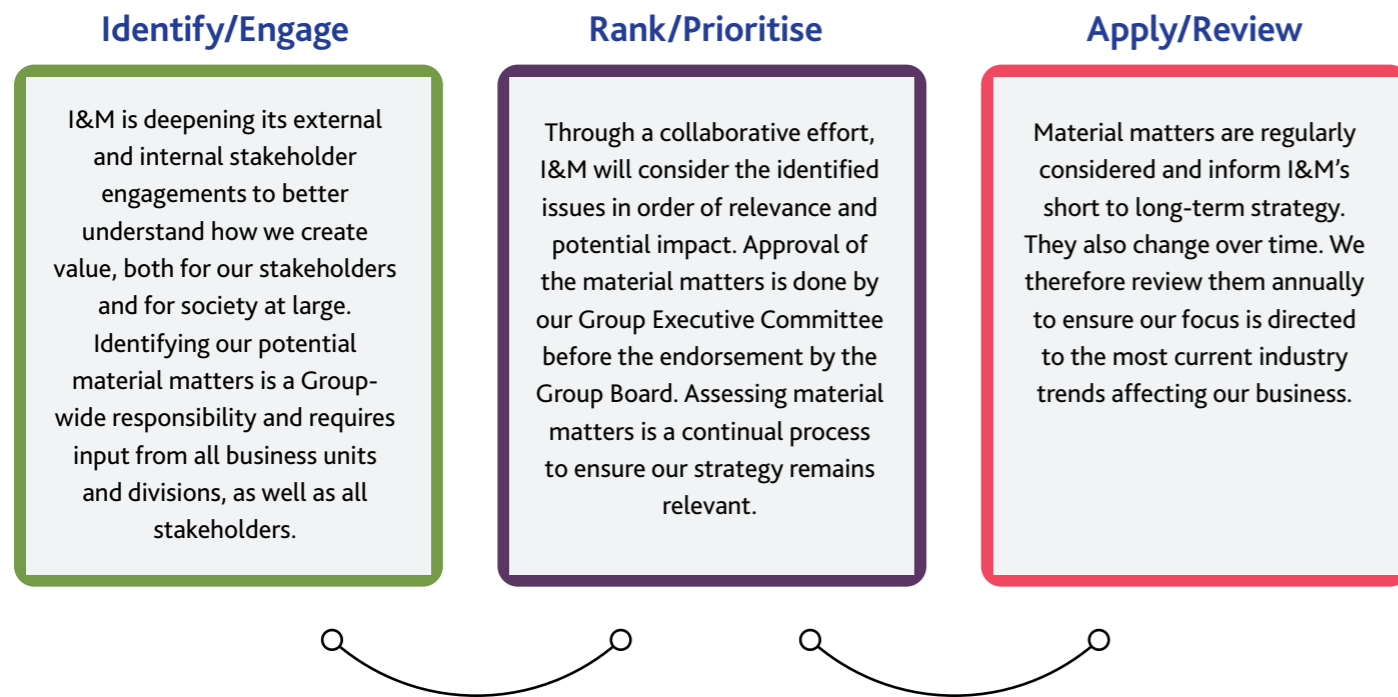 Identify/Engage
I&M is deepening its external
and internal stakeholder
engagements to better
understand how we create
value, both for our stakeholders
and for society at large.
Identifying our potential
material matters is a Group-
wide responsibility and requires
input from all business units
and divisions, as well as all
stakeholders.
Rank/Prioritise
Through a collaborative effort,
I&M will consider the identified
issues in order of relevance and
potential impact. Approval of
the material matters is done by
our Group Executive Committee
before the endorsement by the
Group Board. Assessing material
matters is a continual process
to ensure our strategy remains
relevant.
Apply/Review
Material matters are regularly
considered and inform I&M’s
short to long-term strategy.
They also change over time. We
therefore review them annually
to ensure our focus is directed
to the most current industry
trends affecting our business.